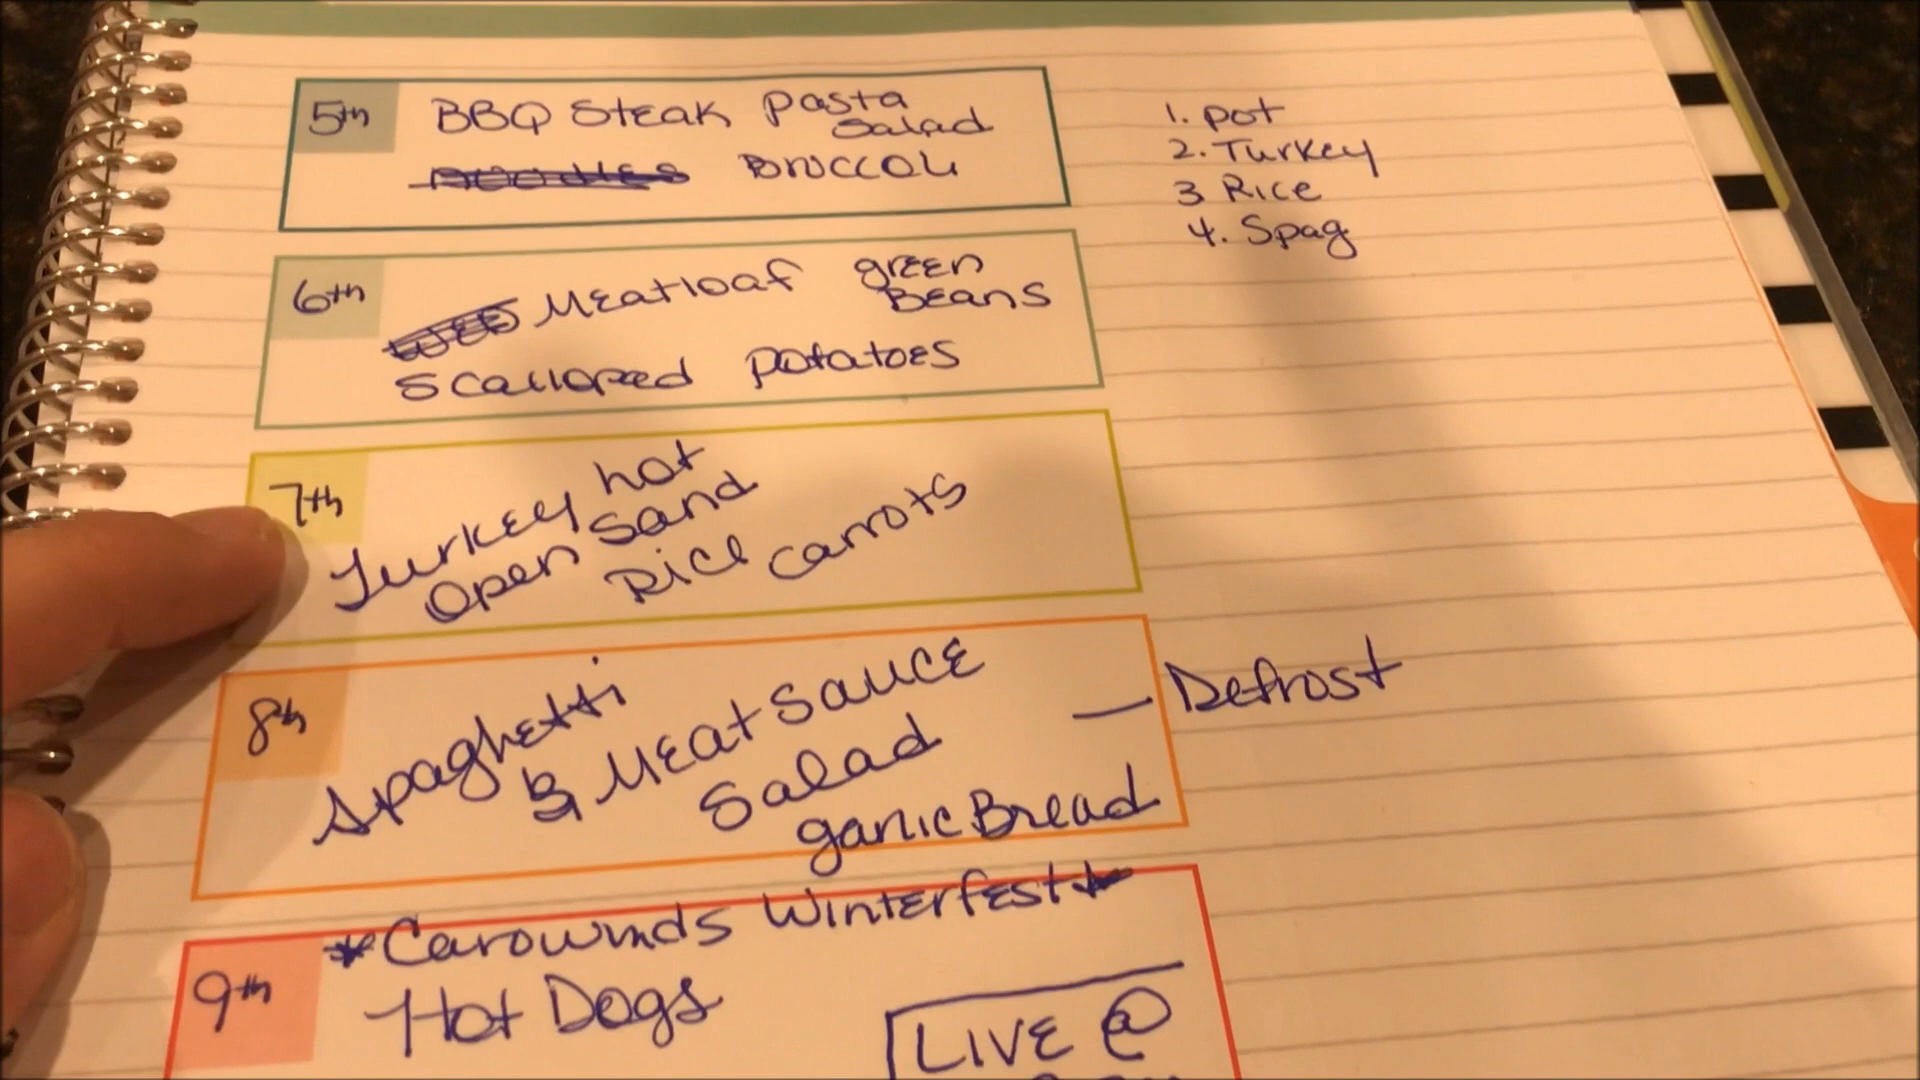 5th BBQ Steak Pasta
Salad
Noodles Broccoli
6th Meatloaf green
Beans
Scalloped Potatoes
7th Turkey hot
Open Sand
Rice Carrots
8th Spaghetti
& Meat Sauce
Salad
garlic Bread
— Defrost
9th *Carowinds Winterfest*
Hot Dogs
LIVE @
1. Pot
2. Turkey
3 Rice
4. Spag